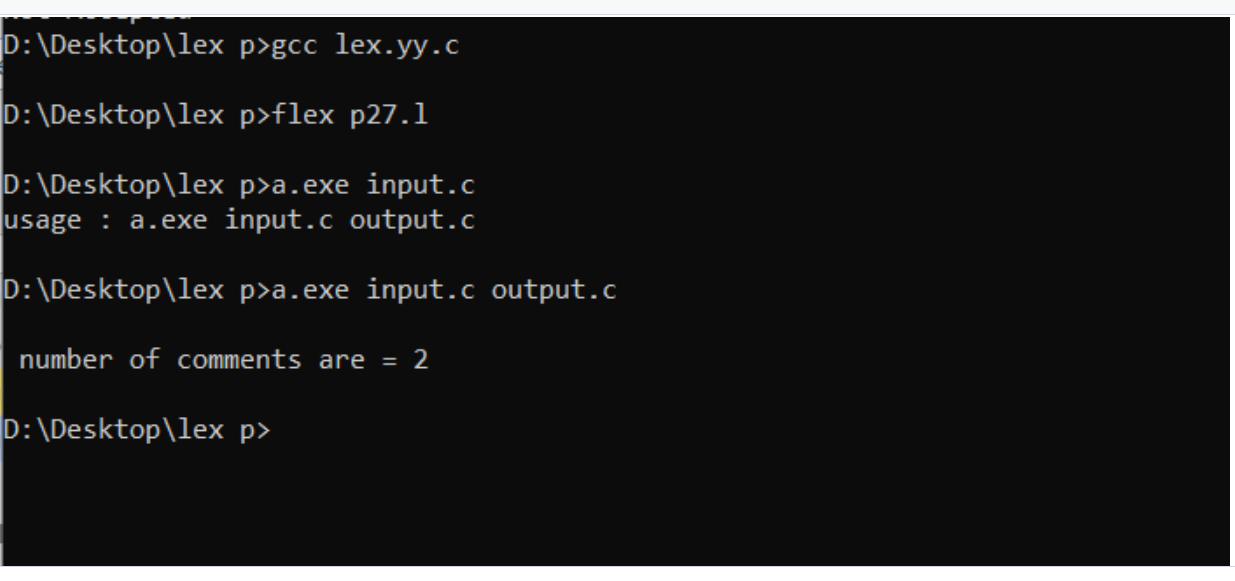 D:\Desktop\lex p>gcc lex.yy.c
D:\Desktop\lex p>flex p27.l
D:\Desktop\lex p>a.exe input.c
usage : a.exe input.c output.c
D:\Desktop\lex p>a.exe input.c output.c
number of comments are = 2
D:\Desktop\lex p>